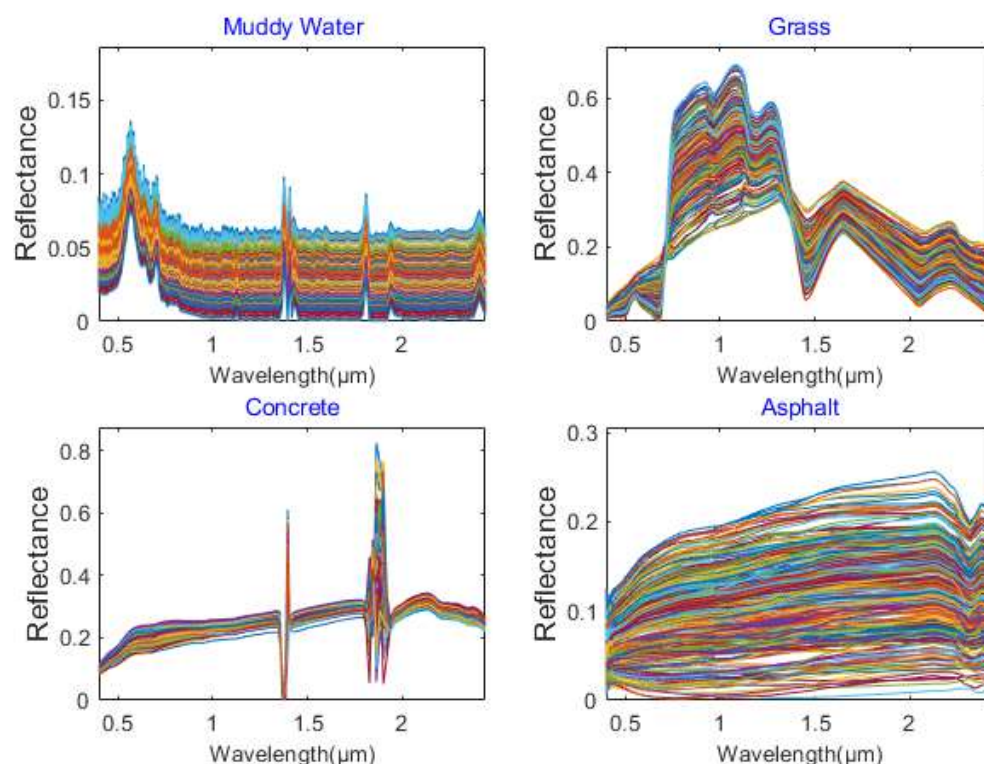 Muddy Water
Reflectance
0.15
0.1
0.05
0
0.5
1
1.5
2
Wavelength(µm)
Grass
Reflectance
0.6
0.4
0.2
0
0.5
1
1.5
2
Wavelength(µm)
Concrete
Reflectance
0.8
0.6
0.4
0.2
0
0.5
1
1.5
2
Wavelength(µm)
Asphalt
Reflectance
0.3
0.2
0.1
0
0.5
1
1.5
2
Wavelength(µm)